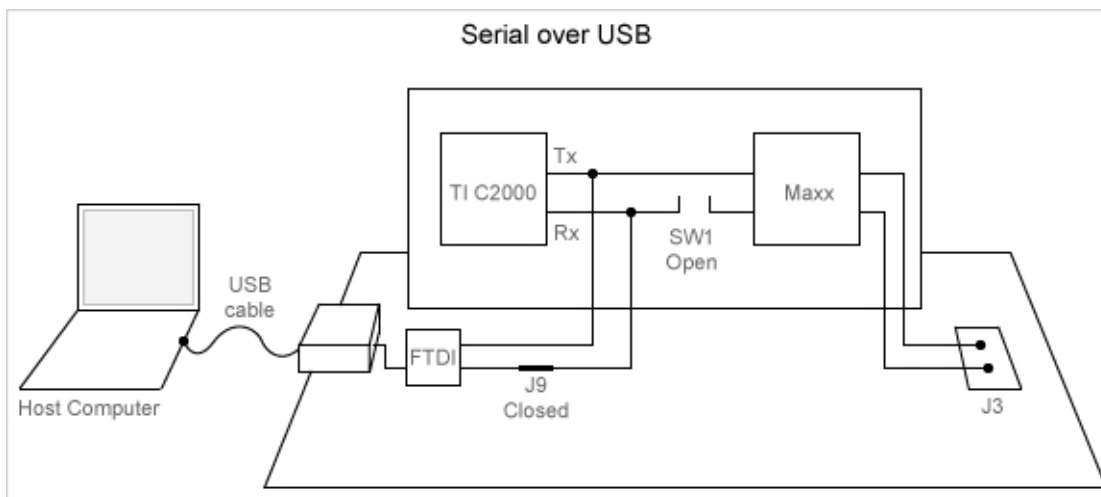 Serial over USB
Tx
TI C2000
Maxx
Rx
SW1
Open
USB
cable
FTDI
J9
Closed
Host Computer
J3